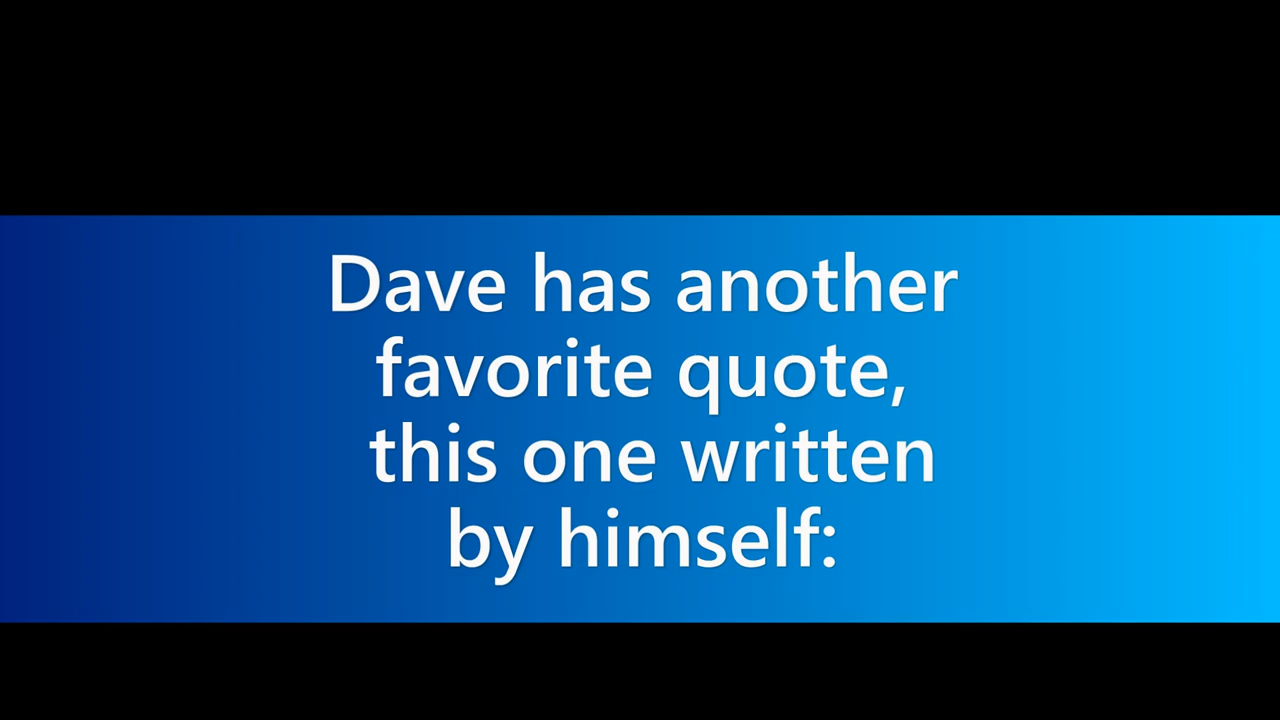 Dave has another
favorite quote,
this one written
by himself: